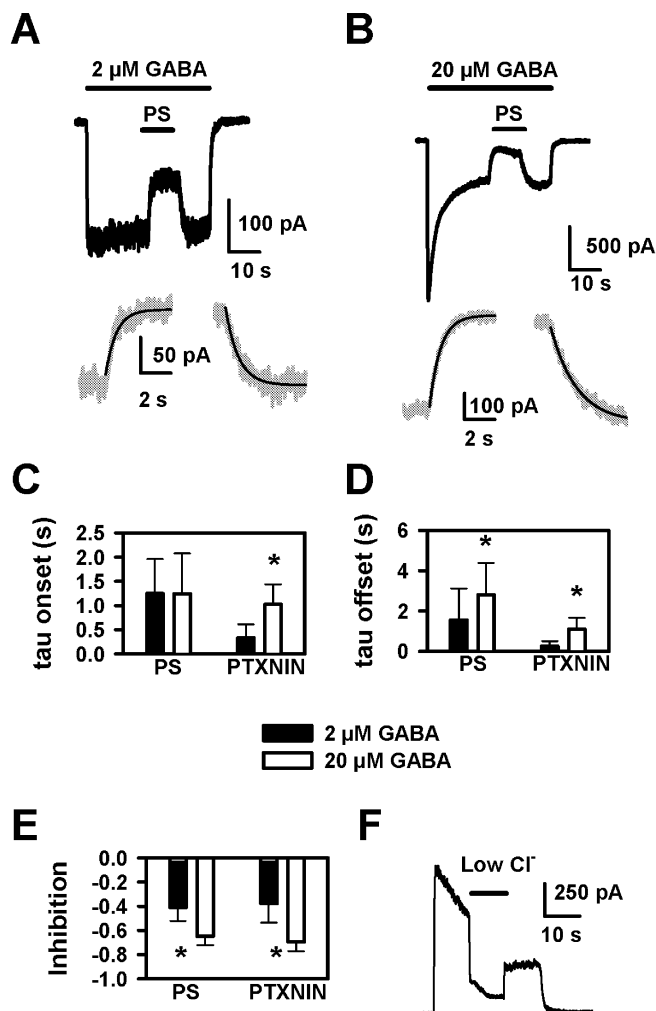 A
2 µM GABA
PS
100 pA
10 s
50 pA
2 s
B
20 µM GABA
PS
500 pA
10 s
100 pA
2 s
C
tau onset (s)
2.5
2.0
1.5
1.0
0.5
0.0
*
PS PTXNIN
D
tau offset (s)
6
4
2
0
*
*
PS PTXNIN
2 µM GABA
20 µM GABA
E
Inhibition
0.0
-0.2
-0.4
-0.6
-0.8
-1.0
* *
PS PTXNIN
F
Low Cl⁻
250 pA
10 s